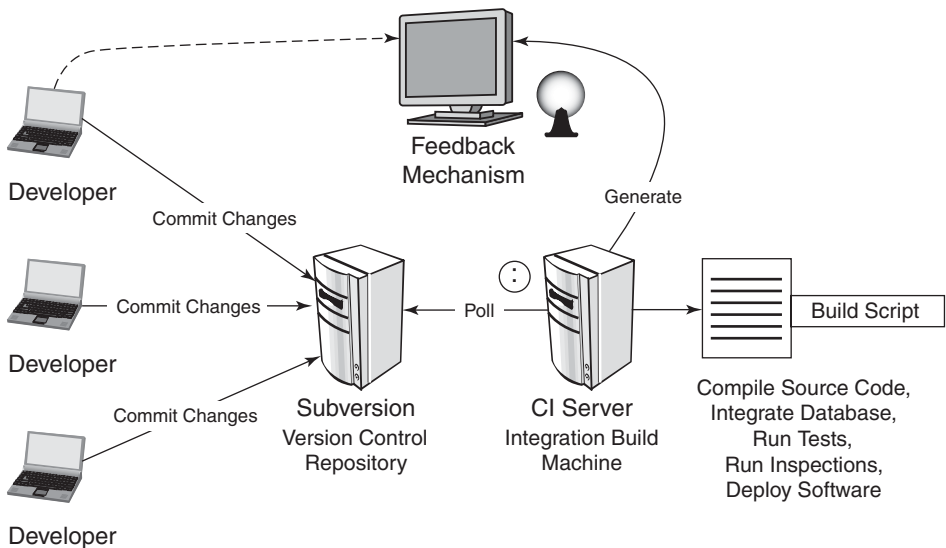 Feedback
Mechanism
Developer
Commit Changes
Generate
Developer
Commit Changes
Poll
:
Build Script
Developer
Commit Changes
Subversion
Version Control
Repository
CI Server
Integration Build
Machine
Compile Source Code,
Integrate Database,
Run Tests,
Run Inspections,
Deploy Software